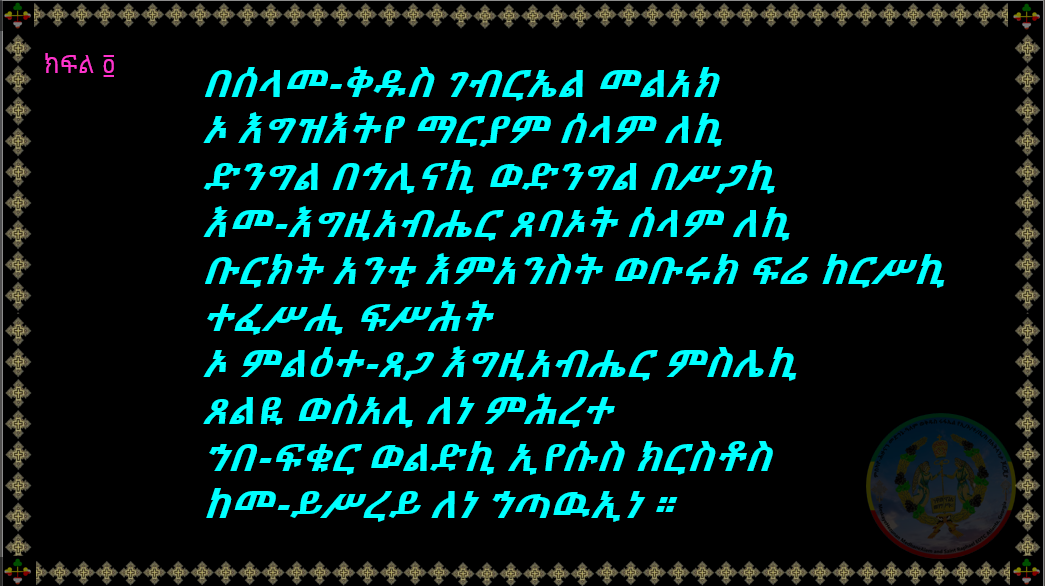 ክፍል ፬
በሰላመ-ቅዱስ ገብርኤል መልአክ
ኦ እግዝእትየ ማርያም ሰላም ለኪ
ድንግል በኅሊናኪ ወድንግል በሥጋኪ
እመ-እግዚአብሔር ጸባኦት ሰላም ለኪ
ቡርክት አንቲ እምአንስት ወቡሩክ ፍሬ ከርሥኪ
ተፈሥሒ ፍሥሕት
ኦ ምልዕተ-ጸጋ እግዚአብሔር ምስሌኪ
ጸልዪ ወሰአሊ ለነ ምሕረተ
ኀበ-ፍቁር ወልድኪ ኢየሱስ ክርስቶስ
ከመ-ይሥረይ ለነ ኀጣዉኢነ ።